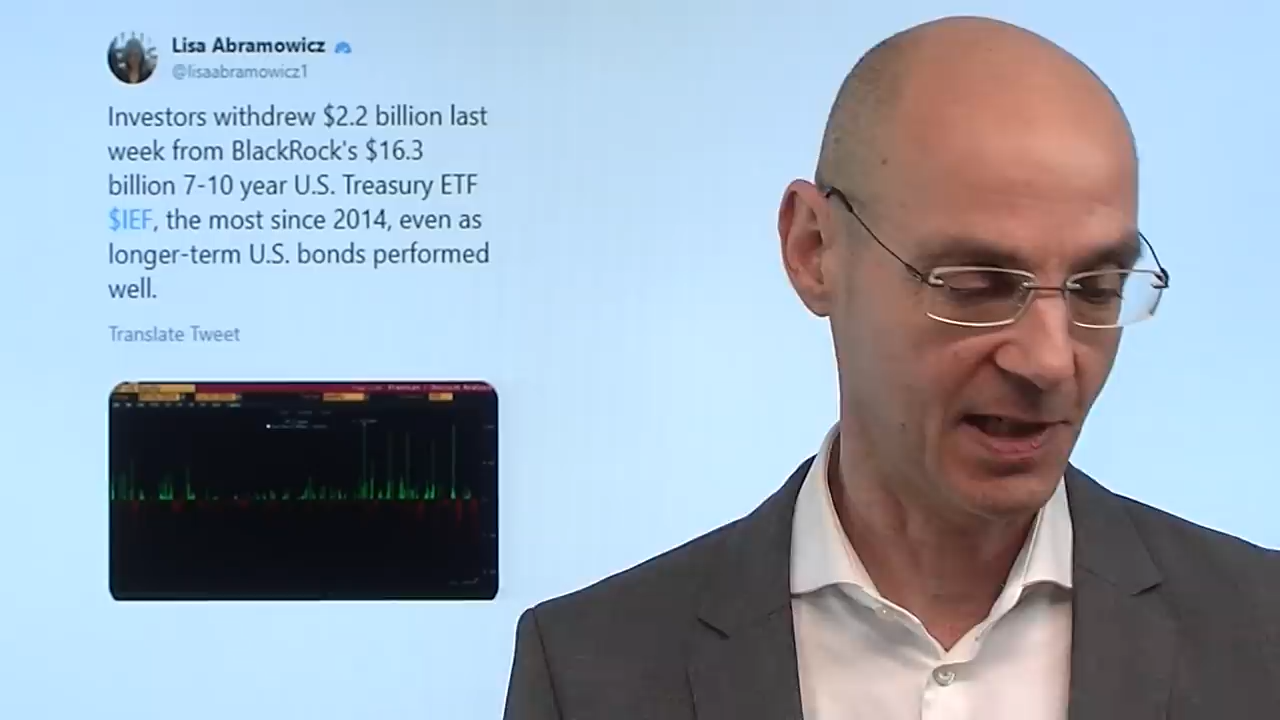 Lisa Abramowicz
@lisaabramowicz1
Investors withdrew $2.2 billion last
week from BlackRock's $16.3
billion 7-10 year U.S. Treasury ETF
$IEF, the most since 2014, even as
longer-term U.S. bonds performed
well.
Translate Tweet